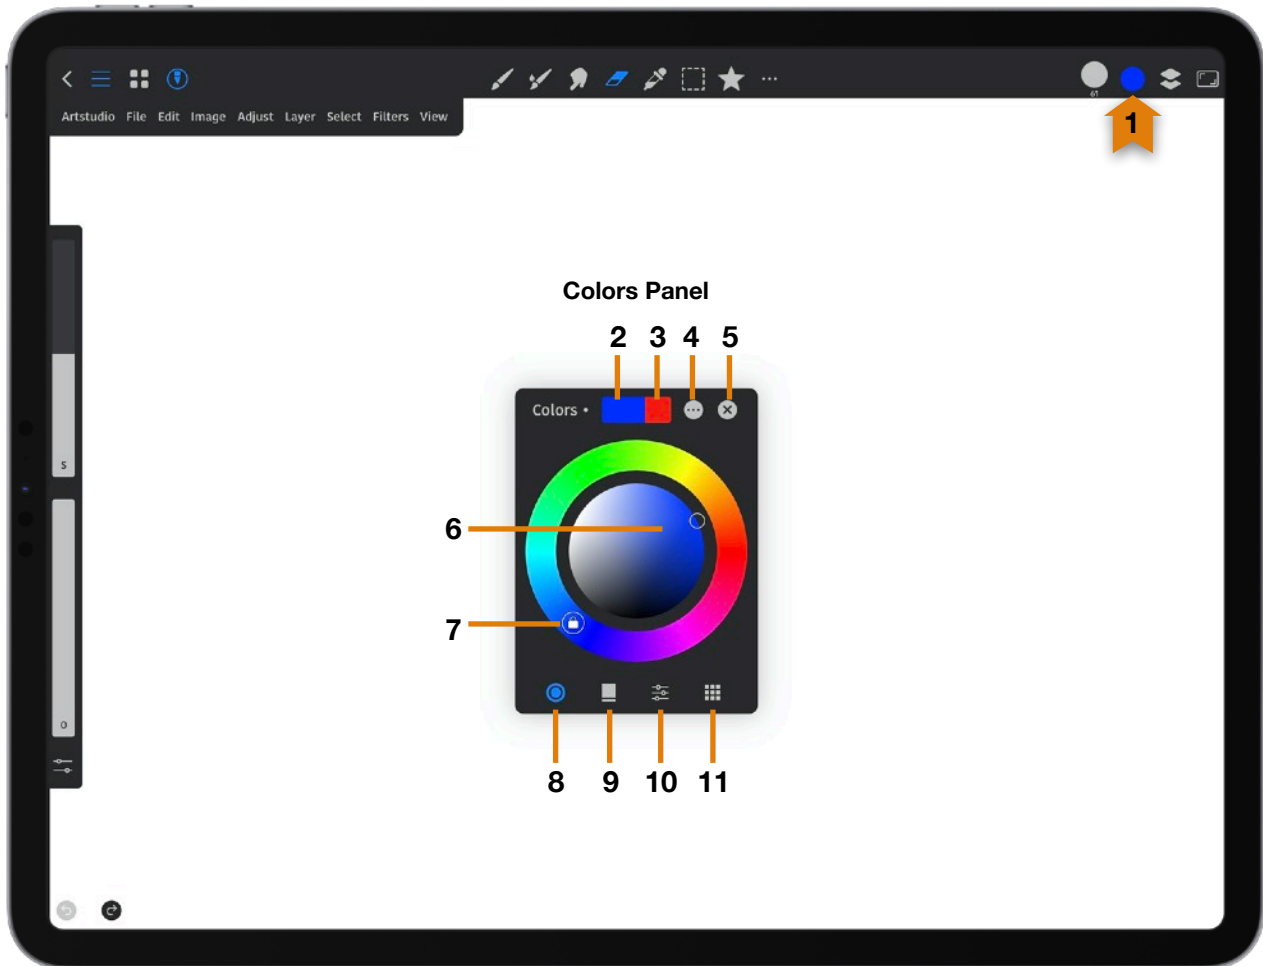 61
Artstudio File Edit Image Adjust Layer Select Filters View
1
Colors Panel
2 3 4 5
Colors •
S
6
7
O
8 9 10 11